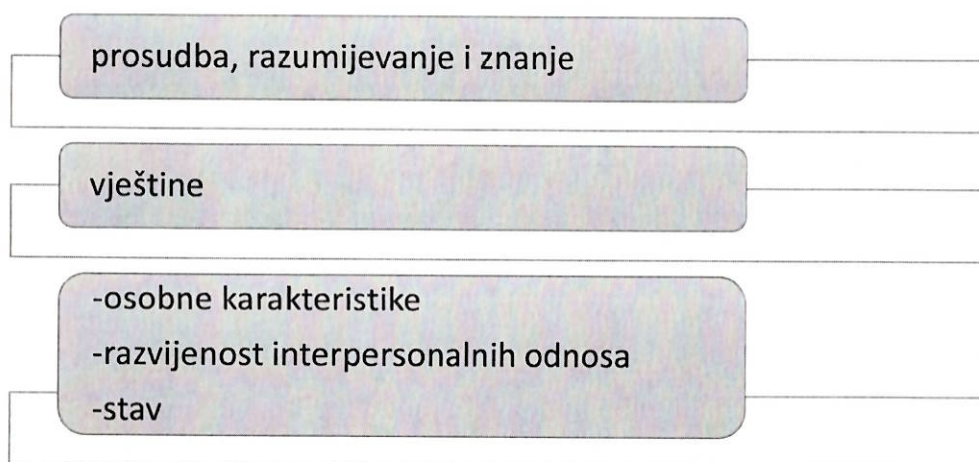 prosudba, razumijevanje i znanje
vještine
-osobne karakteristike
-razvijenost interpersonalnih odnosa
-stav